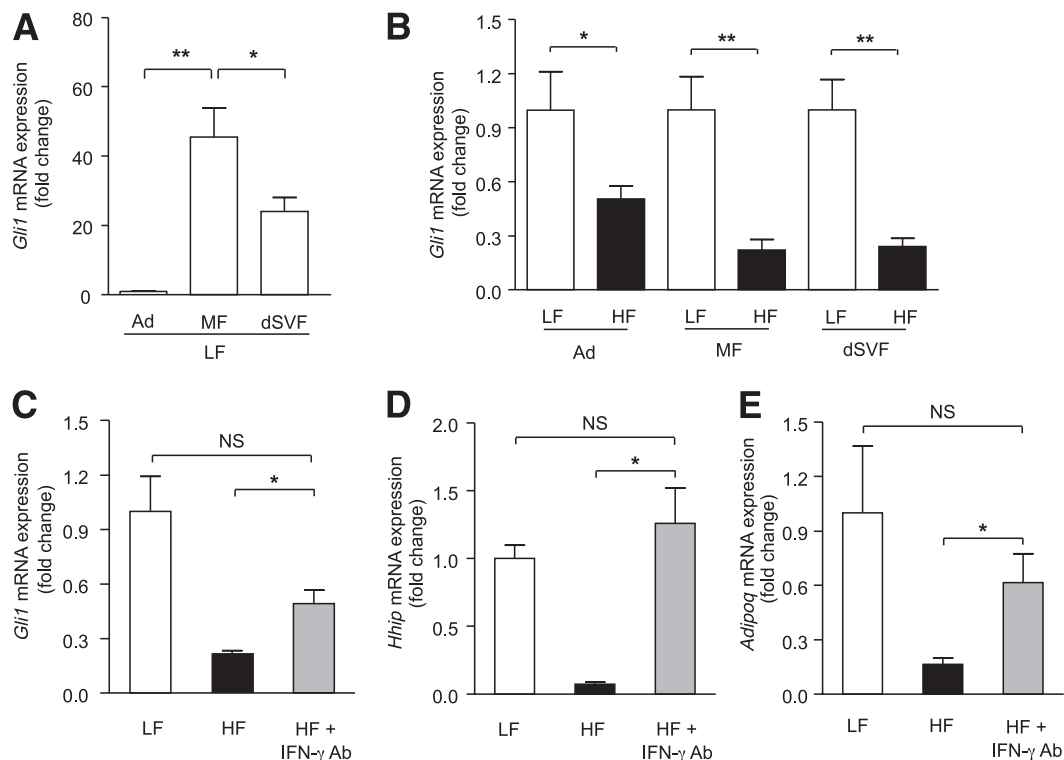 A
Gli1 mRNA expression
(fold change)
80
60
40
20
0
**
*
Ad MF dSVF
LF
B
Gli1 mRNA expression
(fold change)
1.5
1.2
0.9
0.6
0.3
0.0
* ** **
LF HF LF HF LF HF
Ad MF dSVF
C
Gli1 mRNA expression
(fold change)
1.5
1.2
0.9
0.6
0.3
0.0
NS
*
LF HF HF +
IFN-γ Ab
D
Hhip mRNA expression
(fold change)
2.0
1.5
1.0
0.5
0.0
NS
*
LF HF HF +
IFN-γ Ab
E
Adipoq mRNA expression
(fold change)
1.5
1.2
0.9
0.6
0.3
0.0
NS
*
LF HF HF +
IFN-γ Ab